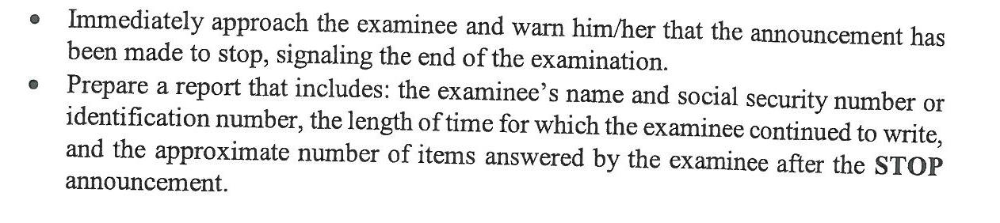 • Immediately approach the examinee and warn him/her that the announcement has
been made to stop, signaling the end of the examination.
• Prepare a report that includes: the examinee’s name and social security number or
identification number, the length of time for which the examinee continued to write,
and the approximate number of items answered by the examinee after the STOP
announcement.